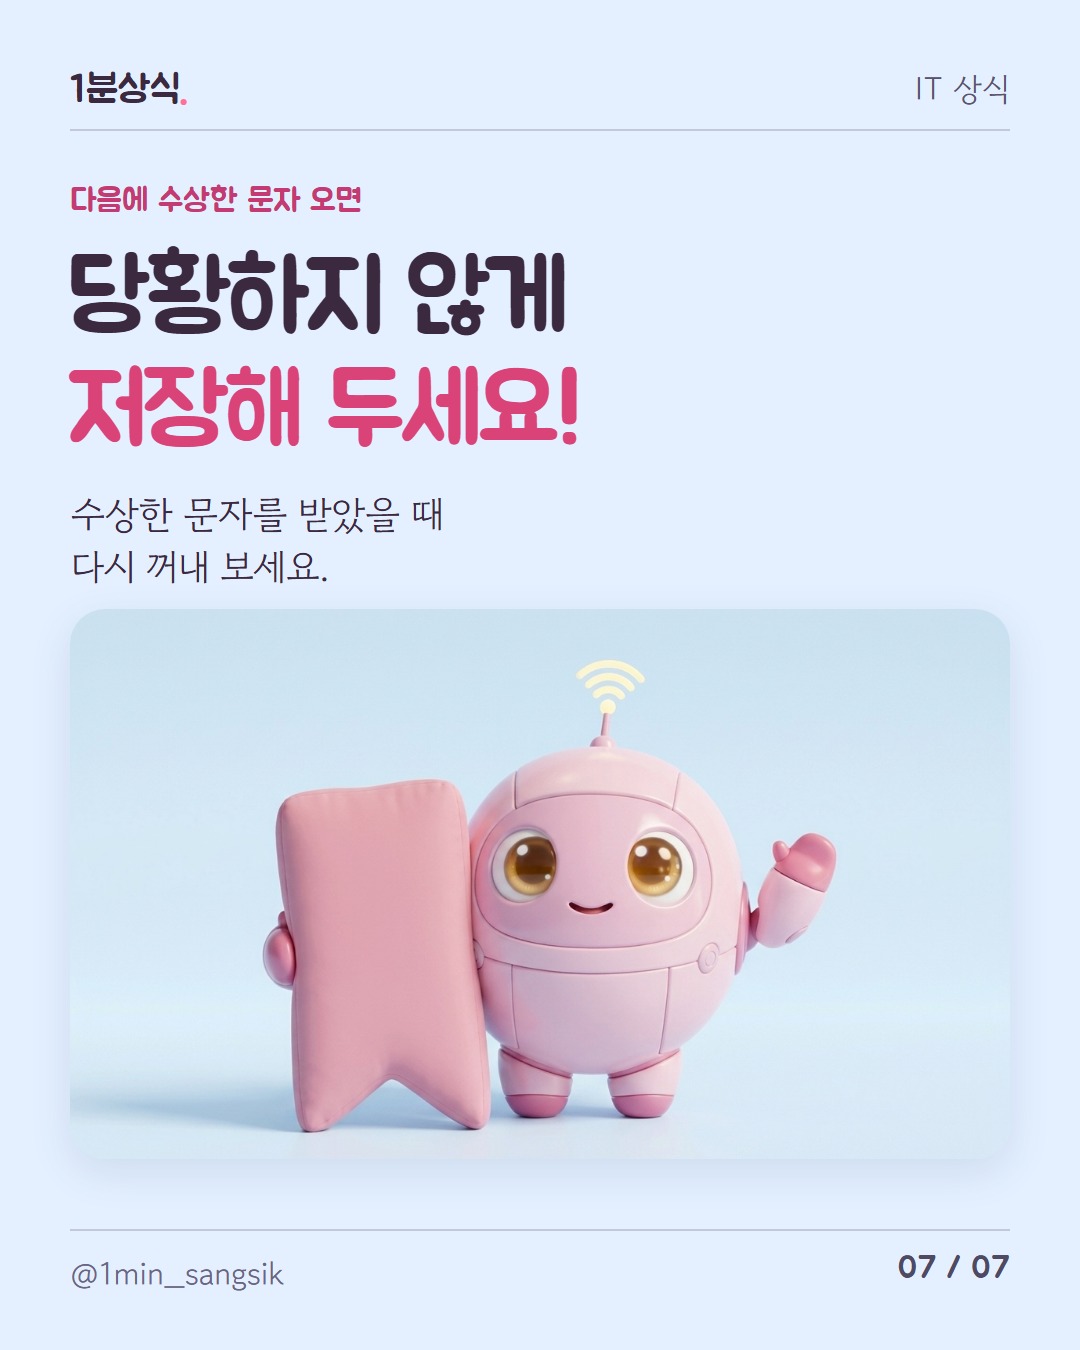 1분상식.
IT 상식
다음에 수상한 문자 오면
당황하지 않게
저장해 두세요!
수상한 문자를 받았을 때
다시 꺼내 보세요.
@1min_sangsik
07 / 07